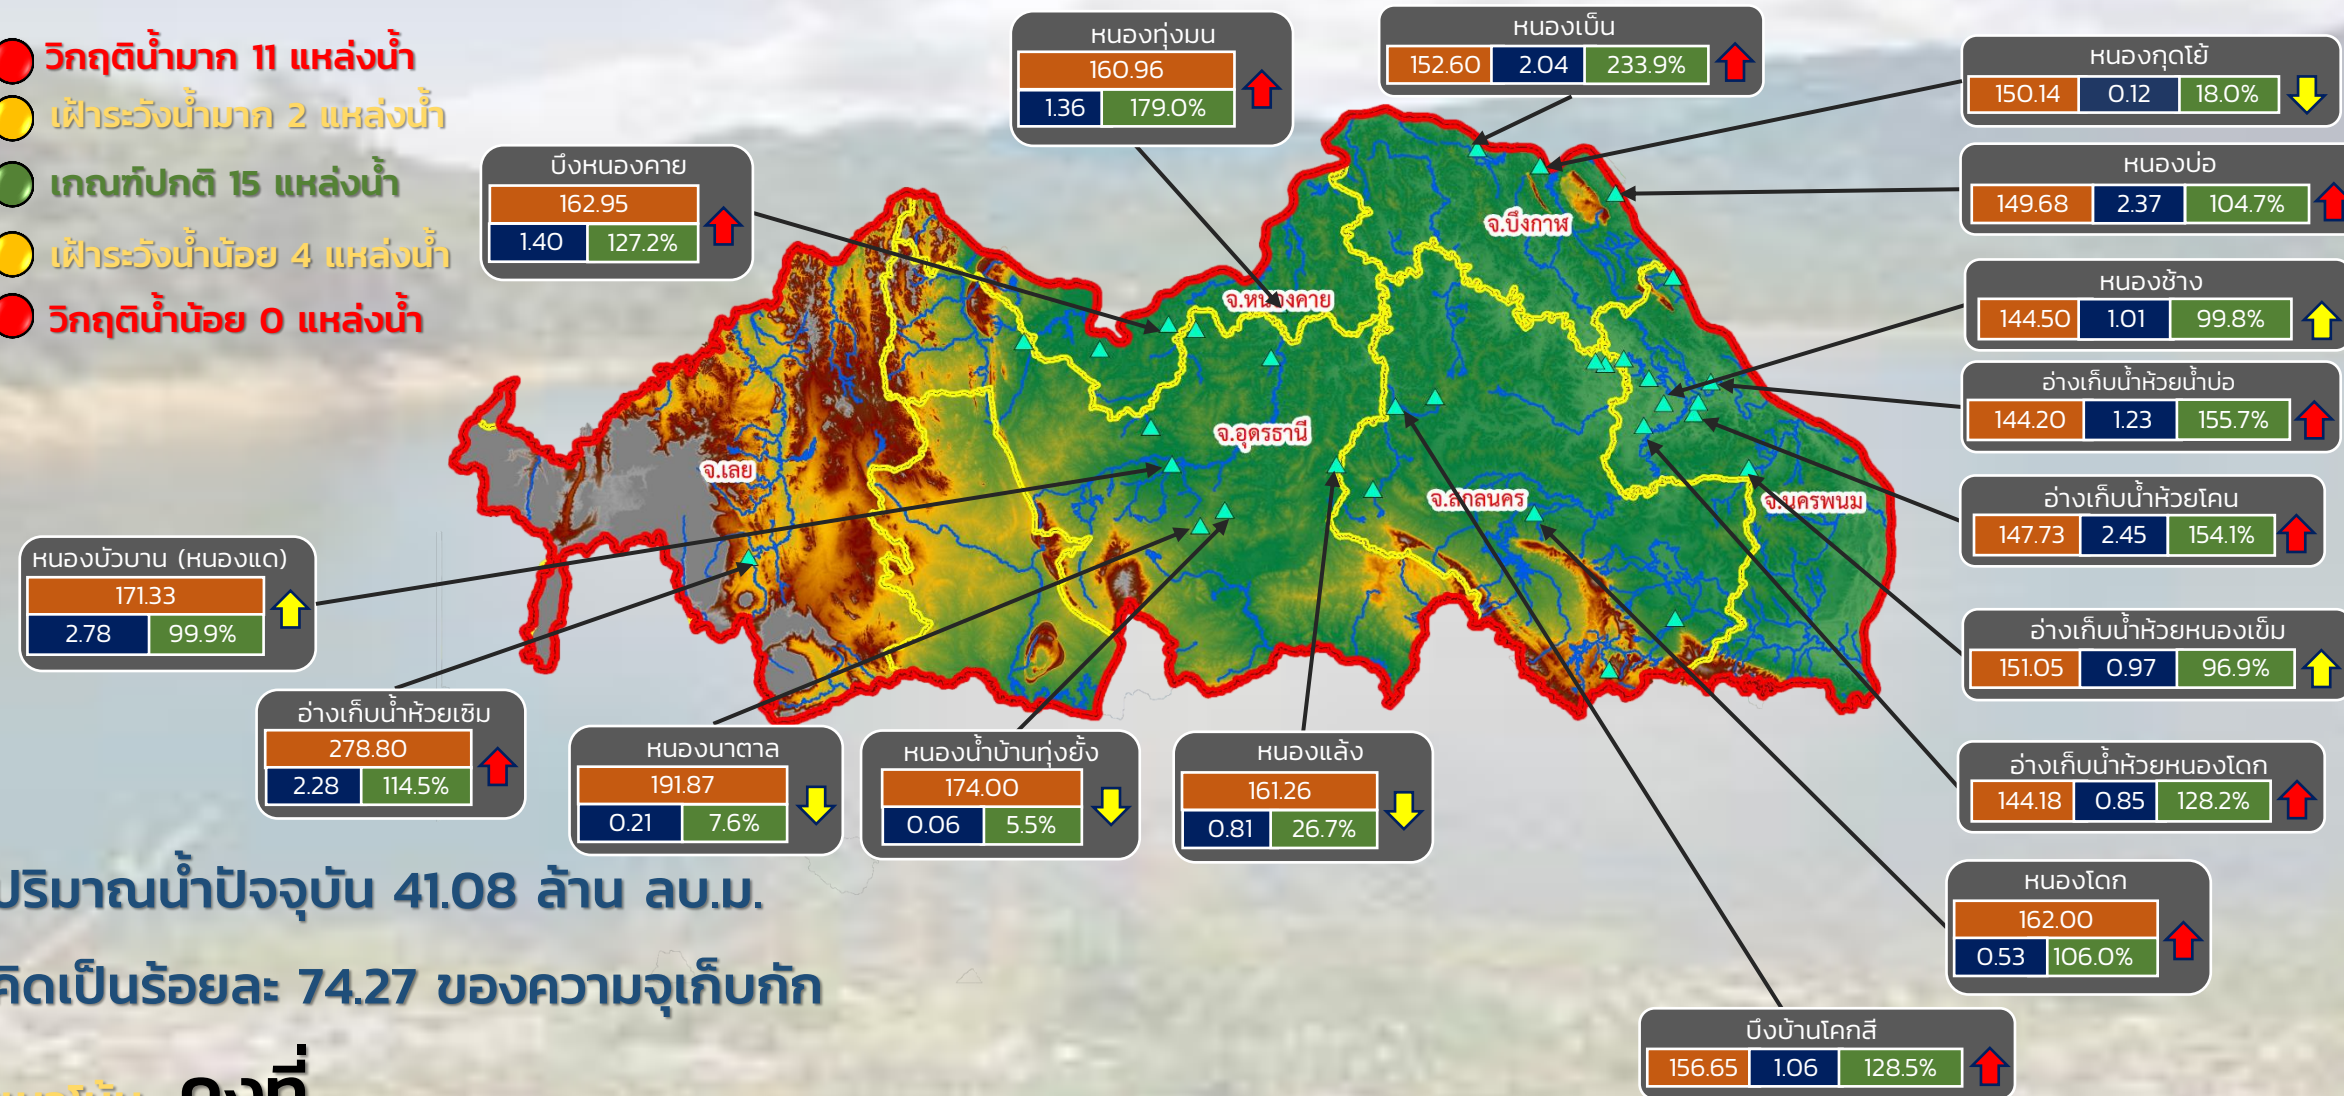 วิกฤติน้ำมาก 11 แหล่งน้ำ
เฝ้าระวังน้ำมาก 2 แหล่งน้ำ
เกณฑ์ปกติ 15 แหล่งน้ำ
เฝ้าระวังน้ำน้อย 4 แหล่งน้ำ
วิกฤติน้ำน้อย 0 แหล่งน้ำ
บึงหนองคาย
162.95
1.40 127.2%
หนองทุ่งมน
160.96
1.36 179.0%
หนองเบ็น
152.60 2.04 233.9%
หนองกุดโย้
150.14 0.12 18.0%
หนองบ่อ
149.68 2.37 104.7%
หนองช้าง
144.50 1.01 99.8%
อ่างเก็บน้ำห้วยน้ำบ่อ
144.20 1.23 155.7%
อ่างเก็บน้ำห้วยโคน
147.73 2.45 154.1%
อ่างเก็บน้ำห้วยหนองเข็ม
151.05 0.97 96.9%
อ่างเก็บน้ำห้วยหนองโดก
144.18 0.85 128.2%
หนองโดก
162.00
0.53 106.0%
บึงบ้านโคกสี
156.65 1.06 128.5%
จ.บึงกาฬ
จ.หนองคาย
จ.อุดรธานี
จ.เลย
จ.สกลนคร
จ.นครพนม
หนองบัวบาน (หนองแด)
171.33
2.78 99.9%
อ่างเก็บน้ำห้วยเซิม
278.80
2.28 114.5%
หนองนาตาล
191.87
0.21 7.6%
หนองน้ำบ้านทุ่งยั้ง
174.00
0.06 5.5%
หนองแล้ง
161.26
0.81 26.7%
ปริมาณน้ำปัจจุบัน 41.08 ล้าน ลบ.ม.
คิดเป็นร้อยละ 74.27 ของความจุเก็บกัก
คงที่